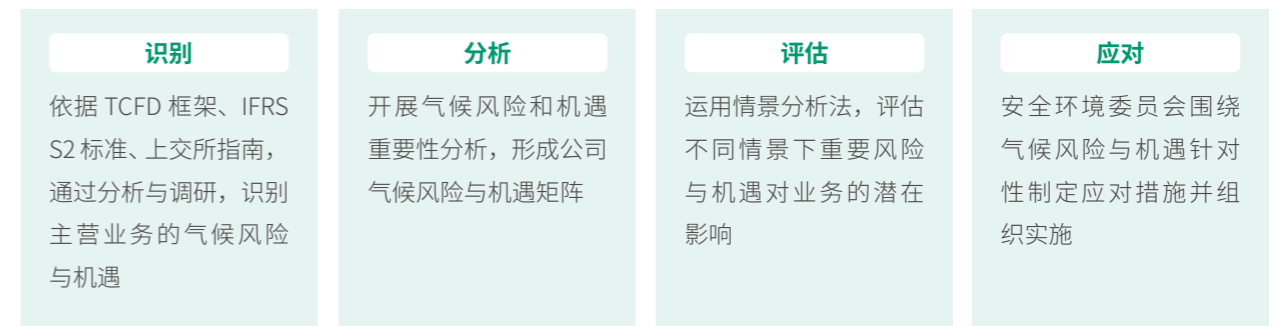 识别
依据 TCFD 框架、IFRS
S2 标准、上交所指南，
通过分析与调研，识别
主营业务的气候风险
与机遇
分析
开展气候风险和机遇
重要性分析，形成公司
气候风险与机遇矩阵
评估
运用情景分析法，评估
不同情景下重要风险
与机遇对业务的潜在
影响
应对
安全环境委员会围绕
气候风险与机遇针对
性制定应对措施并组
织实施